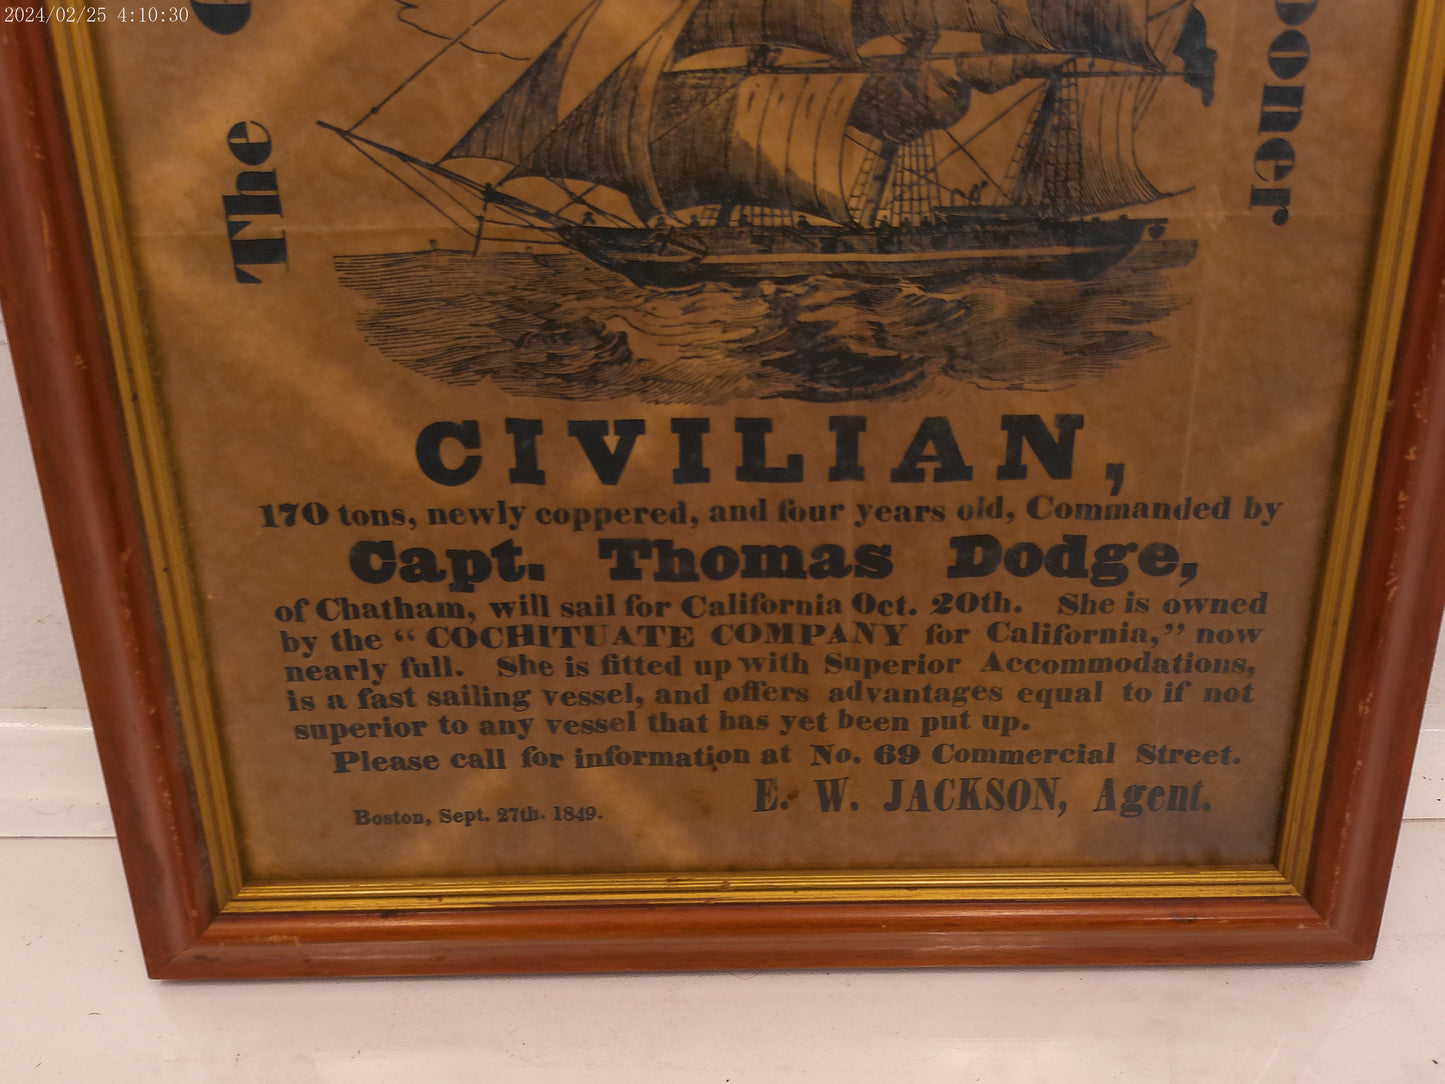 2024/02/25 4:10:30
The
CIVILIAN,
170 tons, newly coppered, and four years old, Commanded by
Capt. Thomas Dodge,
of Chatham, will sail for California Oct. 20th. She is owned
by the “COCHITUATE COMPANY for California,” now
nearly full. She is fitted up with Superior Accommodations,
is a fast sailing vessel, and offers advantages equal to if not
superior to any vessel that has yet been put up.
Please call for information at No. 69 Commercial Street.
E. W. JACKSON, Agent.
Boston, Sept. 27th. 1849.